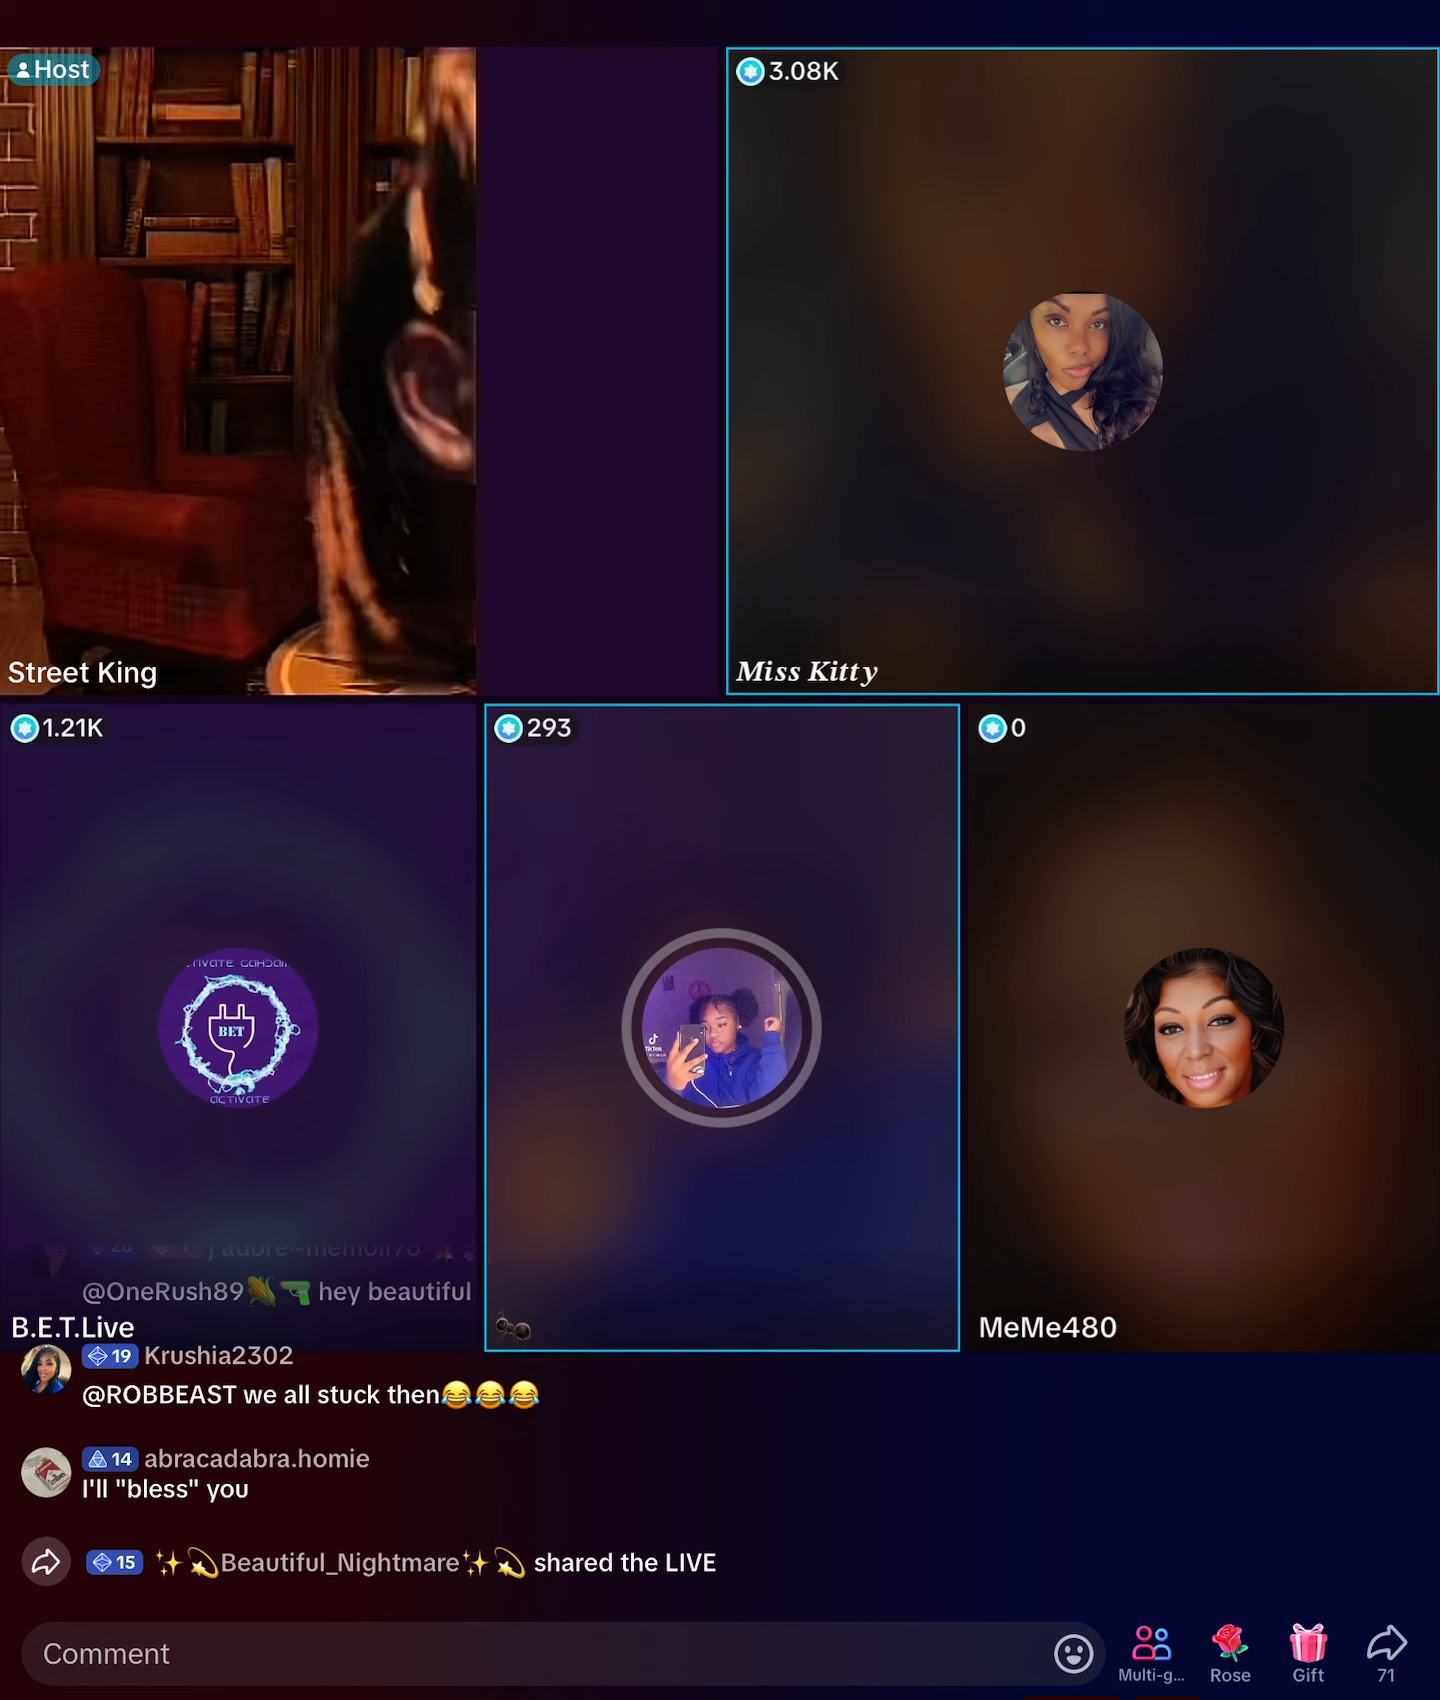 Host
3.08K
Street King
Miss Kitty
1.21K
293
0
BET
ACTIVATE
@OneRush89🌽🔫 hey beautiful
B.E.T.Live
🐜
MeMe480
19 Krushia2302
@ROBBEAST we all stuck then😂😂😂
14 abracadabra.homie
I'll "bless" you
15 ✨💫Beautiful_Nightmare✨💫 shared the LIVE
Comment
Multi-g...
Rose
Gift
71